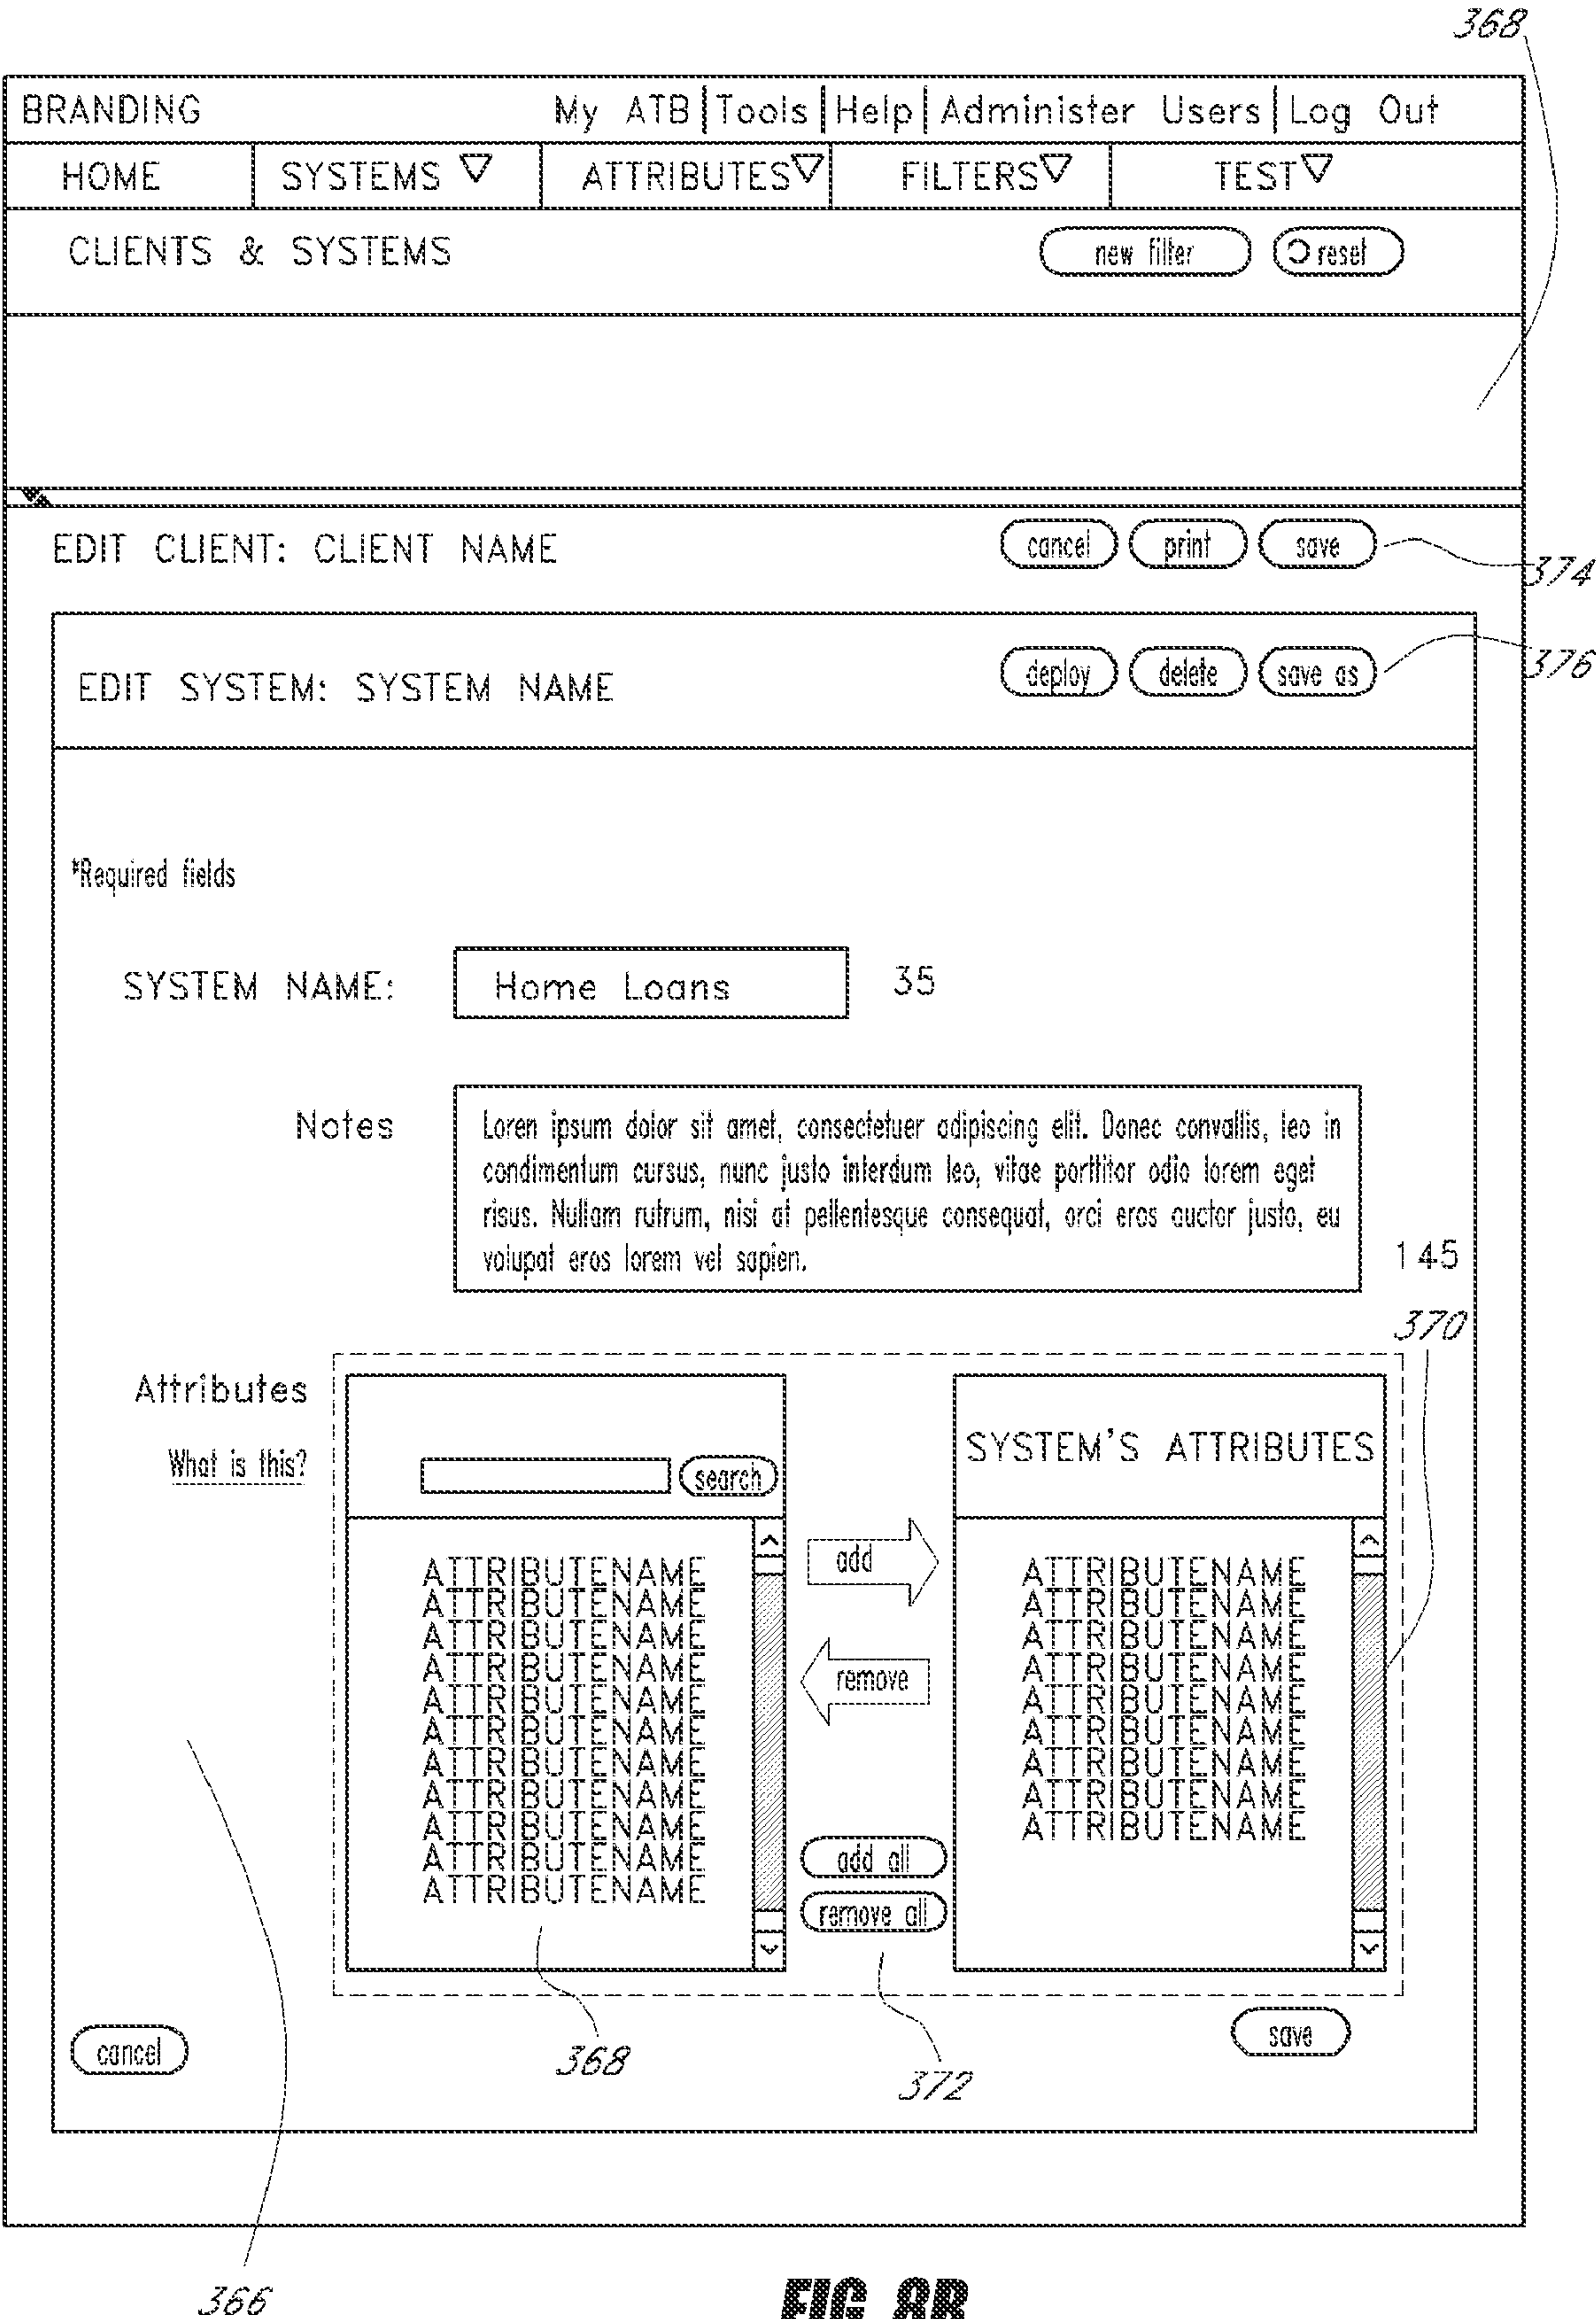 368
BRANDING My ATB | Tools | Help | Administer Users | Log Out
HOME SYSTEMS ▽ ATTRIBUTES▽ FILTERS▽ TEST▽
CLIENTS & SYSTEMS new filter reset
EDIT CLIENT: CLIENT NAME cancel print save
374
EDIT SYSTEM: SYSTEM NAME deploy delete save as
376
*Required fields
SYSTEM NAME: Home Loans 35
Notes
Loren ipsum dolor sit amet, consectetuer adipiscing elit. Donec convallis, leo in
condimentum cursus, nunc justo interdum leo, vitae porttitor odio lorem eget
risus. Nullam rutrum, nisi at pellentesque consequat, orci eros auctor justo, eu
volupat eros lorem vel sapien.
145
370
Attributes
What is this?
search
SYSTEM'S ATTRIBUTES
ATTRIBUTENAME
ATTRIBUTENAME
ATTRIBUTENAME
ATTRIBUTENAME
ATTRIBUTENAME
ATTRIBUTENAME
ATTRIBUTENAME
ATTRIBUTENAME
ATTRIBUTENAME
ATTRIBUTENAME
ATTRIBUTENAME
add
remove
add all
remove all
ATTRIBUTENAME
ATTRIBUTENAME
ATTRIBUTENAME
ATTRIBUTENAME
ATTRIBUTENAME
ATTRIBUTENAME
ATTRIBUTENAME
ATTRIBUTENAME
ATTRIBUTENAME
cancel
368
372
save
366
FIG. 8B